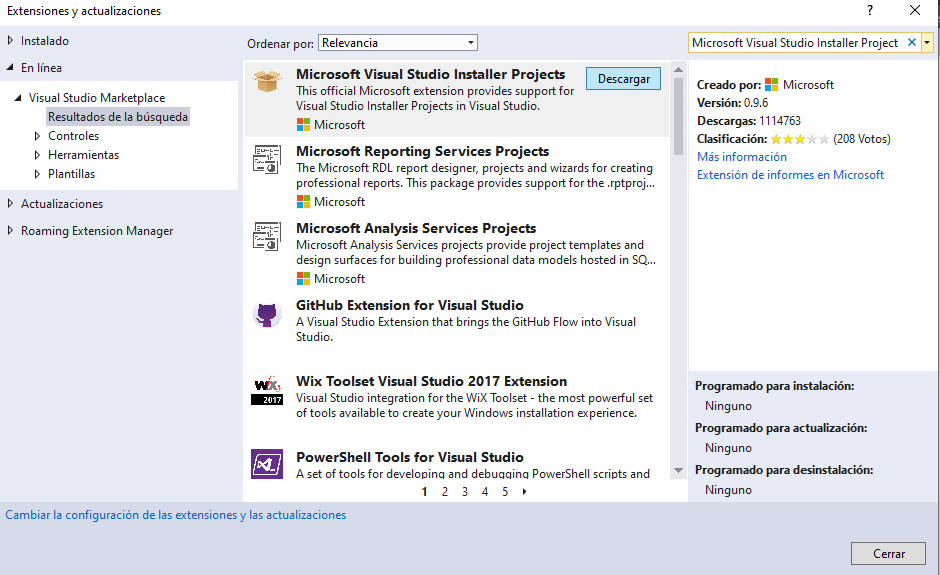 Extensiones y actualizaciones
?
Instalado
En línea
Visual Studio Marketplace
Resultados de la búsqueda
Controles
Herramientas
Plantillas
Actualizaciones
Roaming Extension Manager
Ordenar por: Relevancia
Microsoft Visual Studio Installer Projects
Descargar
This official Microsoft extension provides support for
Visual Studio Installer Projects in Visual Studio.
Microsoft
Microsoft Reporting Services Projects
The Microsoft RDL report designer, projects and wizards for creating
professional reports. This package provides support for the .rptproj...
Microsoft
Microsoft Analysis Services Projects
Microsoft Analysis Services projects provide project templates and
design surfaces for building professional data models hosted in SQ...
Microsoft
GitHub Extension for Visual Studio
A Visual Studio Extension that brings the GitHub Flow into Visual
Studio.
WiX
2017
Wix Toolset Visual Studio 2017 Extension
Visual Studio integration for the WiX Toolset - the most powerful set
of tools available to create your Windows installation experience.
PowerShell Tools for Visual Studio
A set of tools for developing and debugging PowerShell scripts and
1 2 3 4 5
Microsoft Visual Studio Installer Project
Creado por: Microsoft
Versión: 0.9.6
Descargas: 1114763
Clasificación: (208 Votos)
Más información
Extensión de informes en Microsoft
Programado para instalación:
Ninguno
Programado para actualización:
Ninguno
Programado para desinstalación:
Ninguno
Cambiar la configuración de las extensiones y las actualizaciones
Cerrar